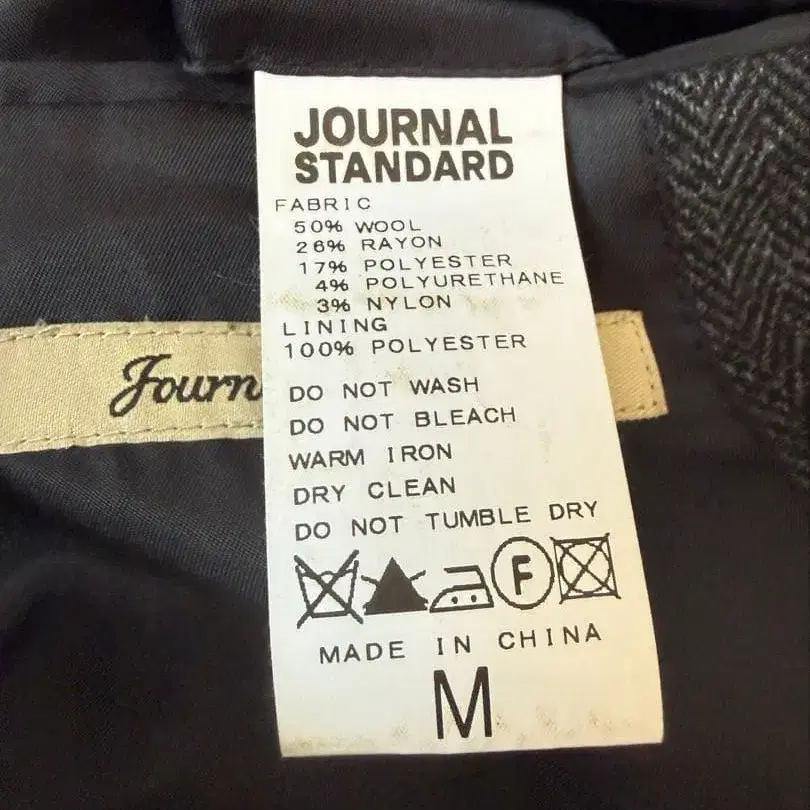 JOURNAL
STANDARD
FABRIC
50% WOOL
26% RAYON
17% POLYESTER
4% POLYURETHANE
3% NYLON
LINING
100% POLYESTER
Journ
DO NOT WASH
DO NOT BLEACH
WARM IRON
DRY CLEAN
DO NOT TUMBLE DRY
F
MADE IN CHINA
M